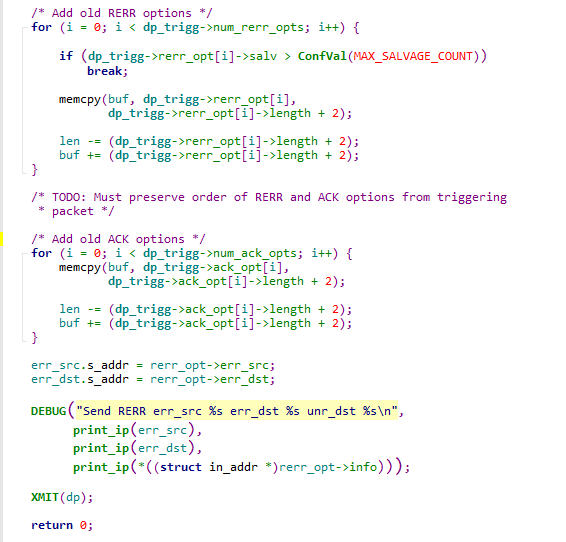 /* Add old RERR options */
for (i = 0; i < dp_trigg->num_rerr_opts; i++) {
if (dp_trigg->rerr_opt[i]->salv > ConfVal(MAX_SALVAGE_COUNT))
break;
memcpy(buf, dp_trigg->rerr_opt[i],
dp_trigg->rerr_opt[i]->length + 2);
len -= (dp_trigg->rerr_opt[i]->length + 2);
buf += (dp_trigg->rerr_opt[i]->length + 2);
}
/* TODO: Must preserve order of RERR and ACK options from triggering
* packet */
/* Add old ACK options */
for (i = 0; i < dp_trigg->num_ack_opts; i++) {
memcpy(buf, dp_trigg->ack_opt[i],
dp_trigg->ack_opt[i]->length + 2);
len -= (dp_trigg->ack_opt[i]->length + 2);
buf += (dp_trigg->ack_opt[i]->length + 2);
}
err_src.s_addr = rerr_opt->err_src;
err_dst.s_addr = rerr_opt->err_dst;
DEBUG("Send RERR err_src %s err_dst %s unr_dst %s\n",
print_ip(err_src),
print_ip(err_dst),
print_ip(*((struct in_addr *)rerr_opt->info)));
XMIT(dp);
return 0;